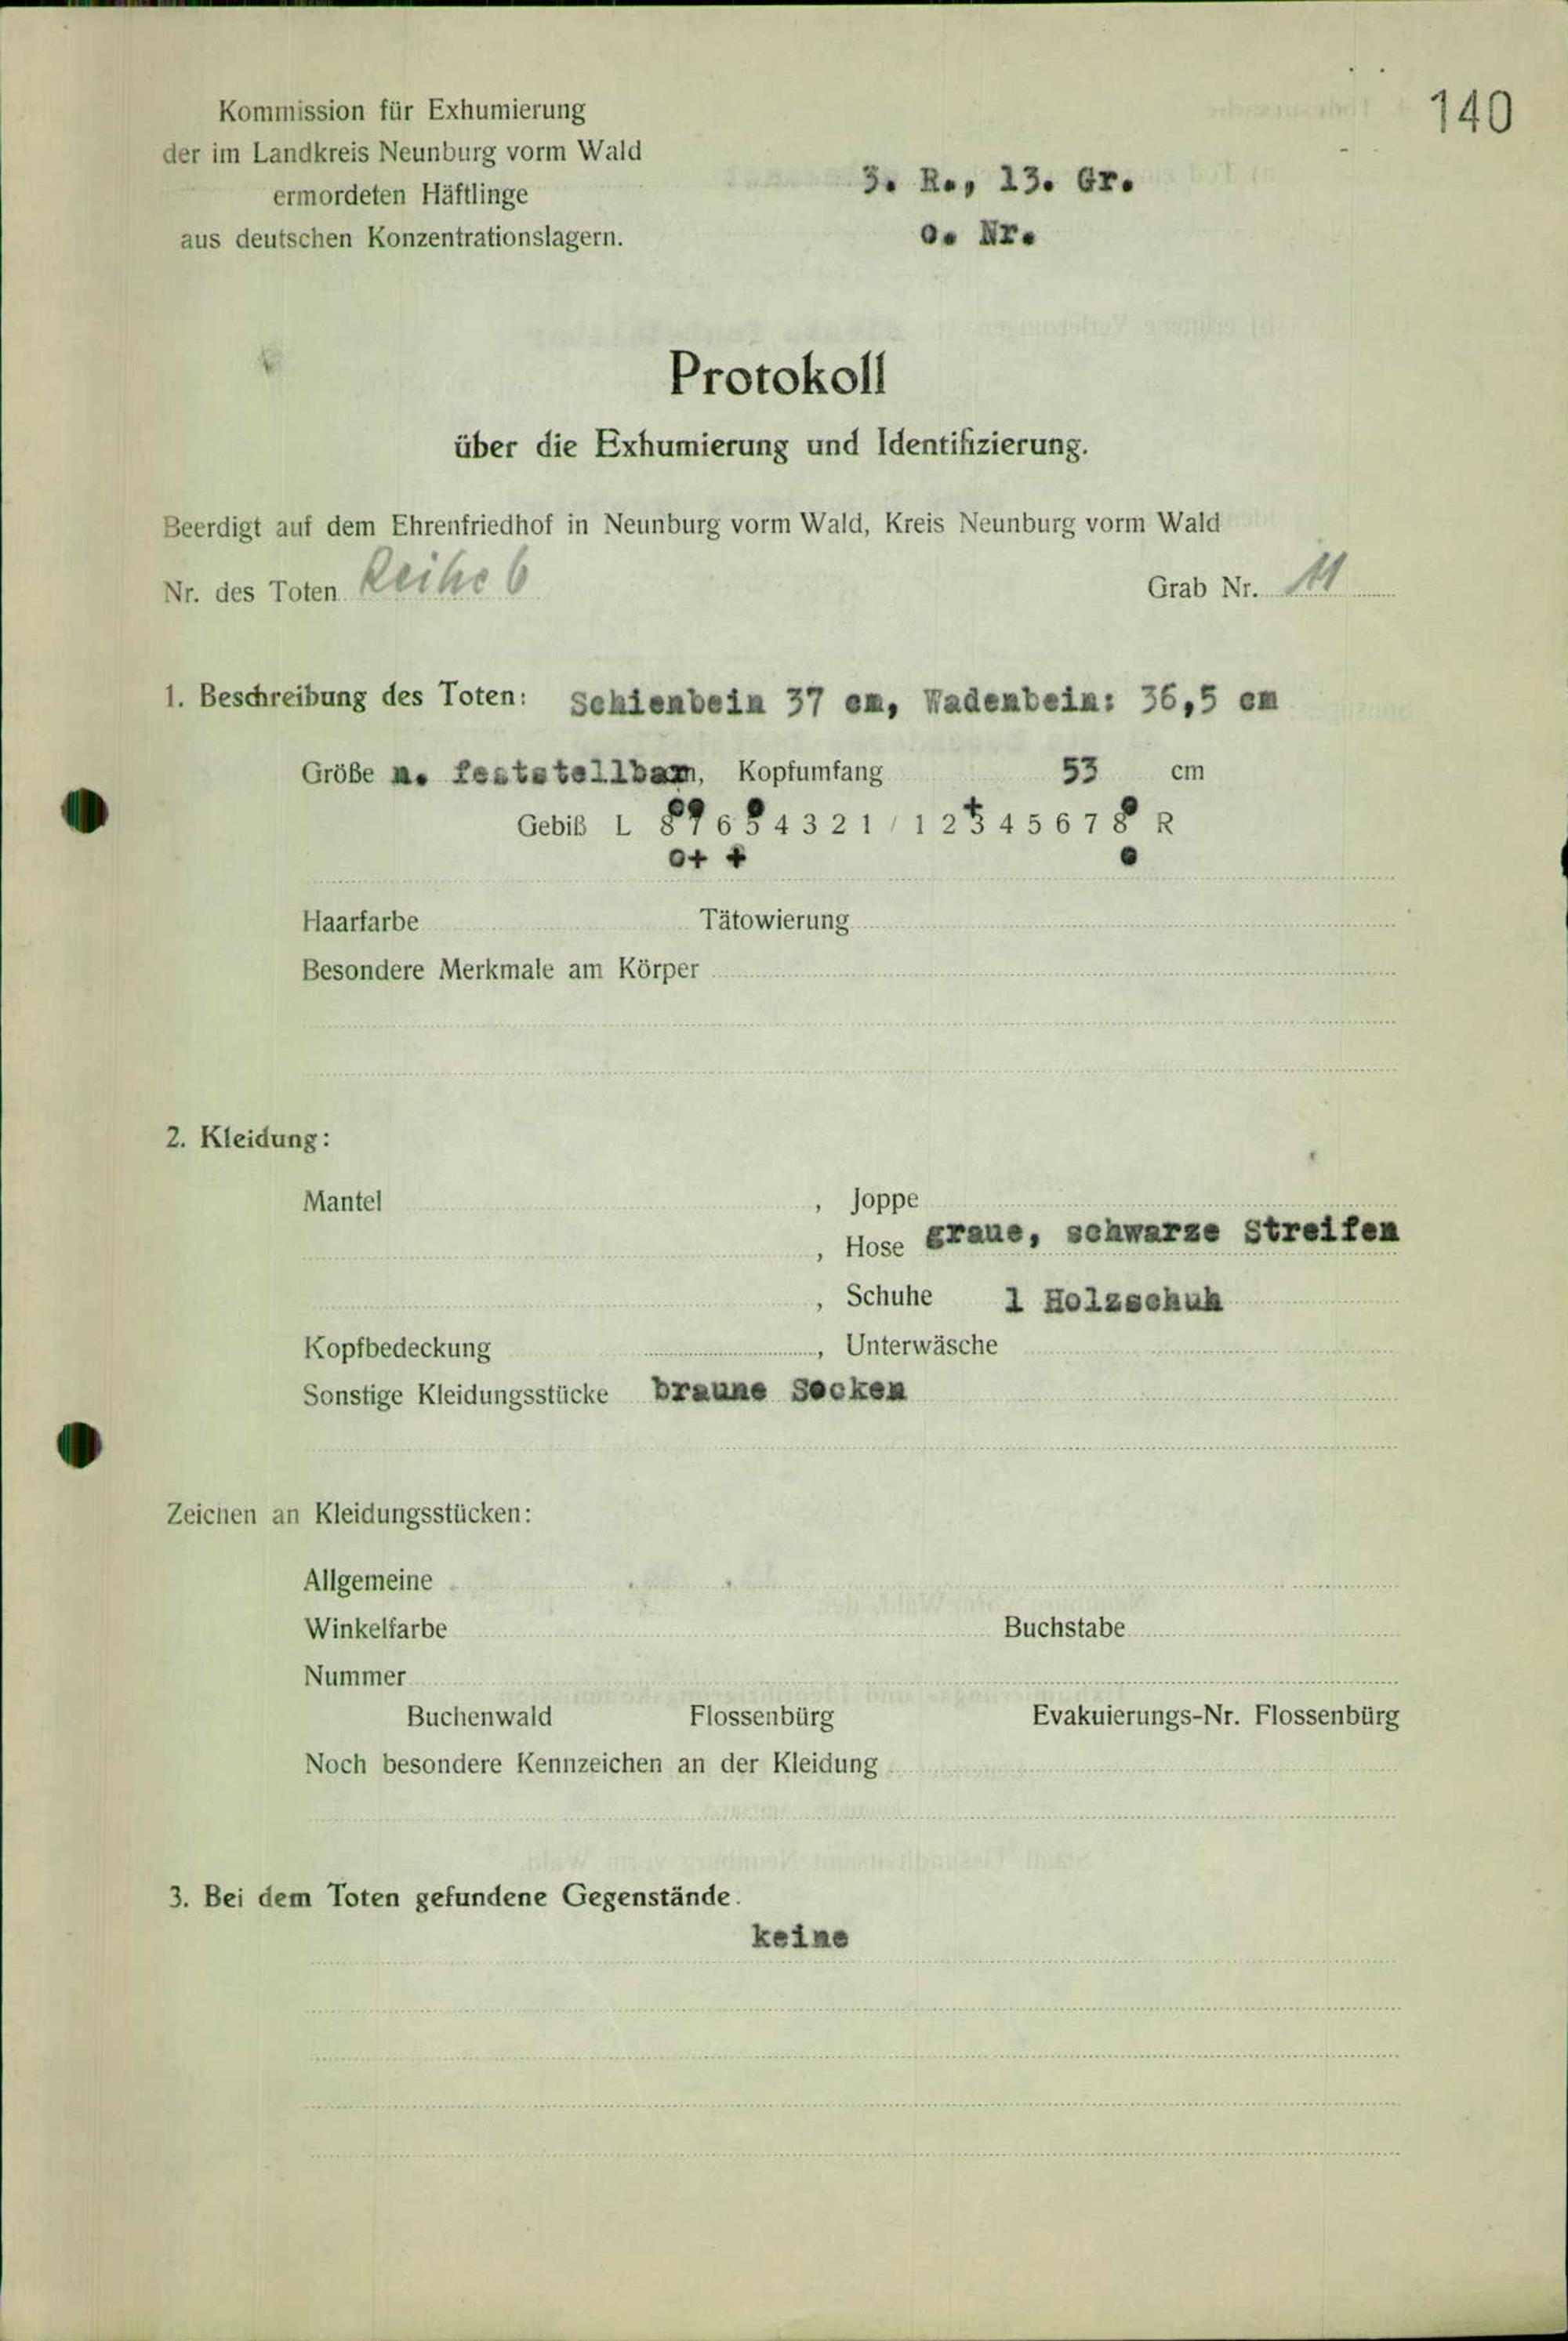 140
Kommission für Exhumierung
der im Landkreis Neunburg vorm Wald
ermordeten Häftlinge
aus deutschen Konzentrationslagern.
3. R., 13. Gr.
o. Nr.
Protokoll
über die Exhumierung und Identifizierung.
Beerdigt auf dem Ehrenfriedhof in Neunburg vorm Wald, Kreis Neunburg vorm Wald
Nr. des Toten Reihe 6 Grab Nr. 11
1. Beschreibung des Toten: Schienbein 37 cm, Wadenbein: 36,5 cm
Größe n. feststellbar, Kopfumfang 53 cm
Gebiß L 8 7 6 5 4 3 2 1 / 1 2 3 4 5 6 7 8 R
o+ +
Haarfarbe Tätowierung
Besondere Merkmale am Körper
2. Kleidung:
Mantel , Joppe
, Hose graue, schwarze Streifen
, Schuhe 1 Holzschuh
Kopfbedeckung , Unterwäsche
Sonstige Kleidungsstücke braune Socken
Zeichen an Kleidungsstücken:
Allgemeine
Winkelfarbe Buchstabe
Nummer
Buchenwald Flossenbürg Evakuierungs-Nr. Flossenbürg
Noch besondere Kennzeichen an der Kleidung
3. Bei dem Toten gefundene Gegenstände.
keine